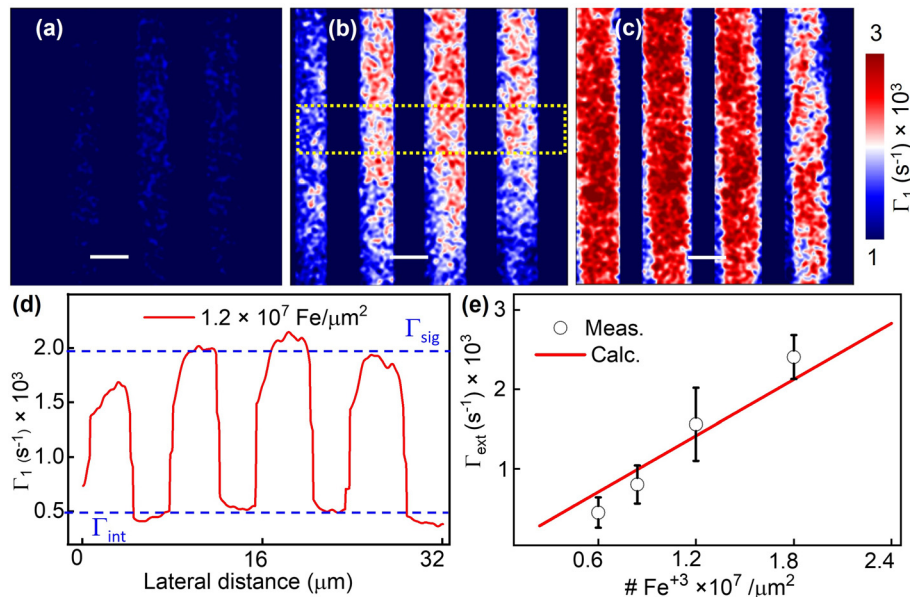 (a)
(b)
(c)
3
Γ1 (s-1) × 10³
1
(d)
1.2 × 10⁷ Fe/μm²
Γsig
Γint
2.0
1.5
1.0
0.5
Γ1 (s-1) × 10³
0 16 32
Lateral distance (μm)
(e)
Meas.
Calc.
3
2
1
Γext (s-1) × 10³
0.6 1.2 1.8 2.4
# Fe+3 ×10⁷ /μm²